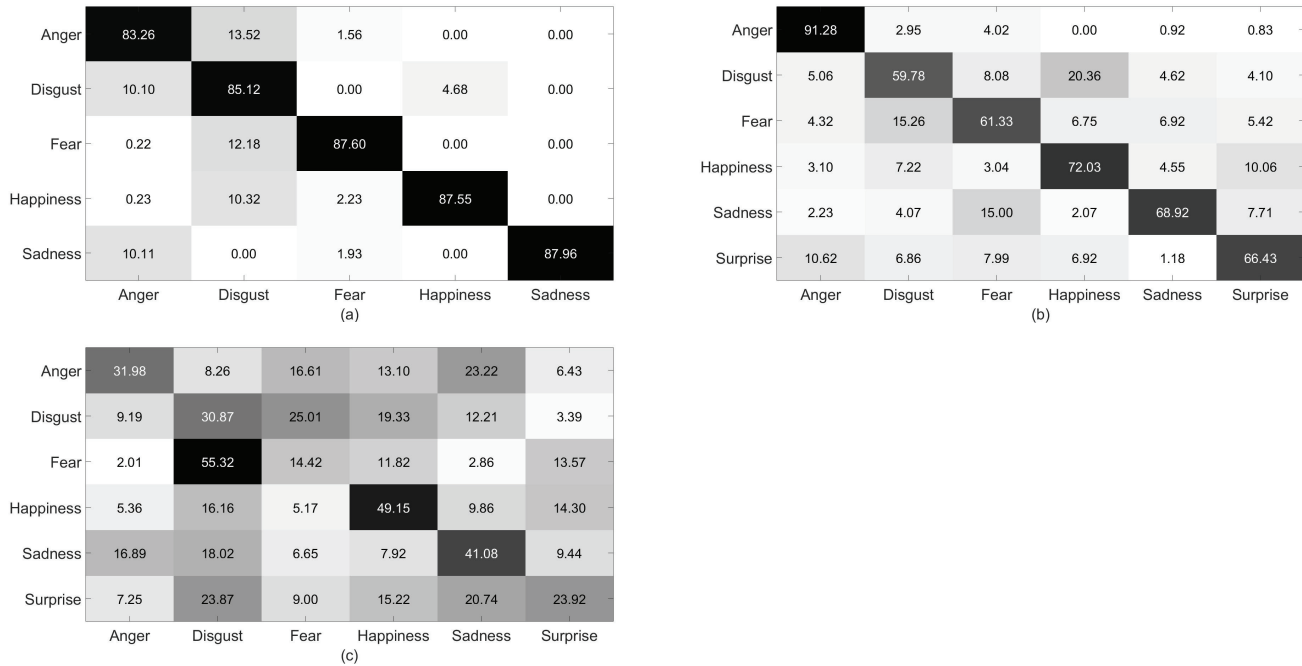 Anger 83.26 13.52 1.56 0.00 0.00
Disgust 10.10 85.12 0.00 4.68 0.00
Fear 0.22 12.18 87.60 0.00 0.00
Happiness 0.23 10.32 2.23 87.55 0.00
Sadness 10.11 0.00 1.93 0.00 87.96
Anger Disgust Fear Happiness Sadness
(a)
Anger 91.28 2.95 4.02 0.00 0.92 0.83
Disgust 5.06 59.78 8.08 20.36 4.62 4.10
Fear 4.32 15.26 61.33 6.75 6.92 5.42
Happiness 3.10 7.22 3.04 72.03 4.55 10.06
Sadness 2.23 4.07 15.00 2.07 68.92 7.71
Surprise 10.62 6.86 7.99 6.92 1.18 66.43
Anger Disgust Fear Happiness Sadness Surprise
(b)
Anger 31.98 8.26 16.61 13.10 23.22 6.43
Disgust 9.19 30.87 25.01 19.33 12.21 3.39
Fear 2.01 55.32 14.42 11.82 2.86 13.57
Happiness 5.36 16.16 5.17 49.15 9.86 14.30
Sadness 16.89 18.02 6.65 7.92 41.08 9.44
Surprise 7.25 23.87 9.00 15.22 20.74 23.92
Anger Disgust Fear Happiness Sadness Surprise
(c)